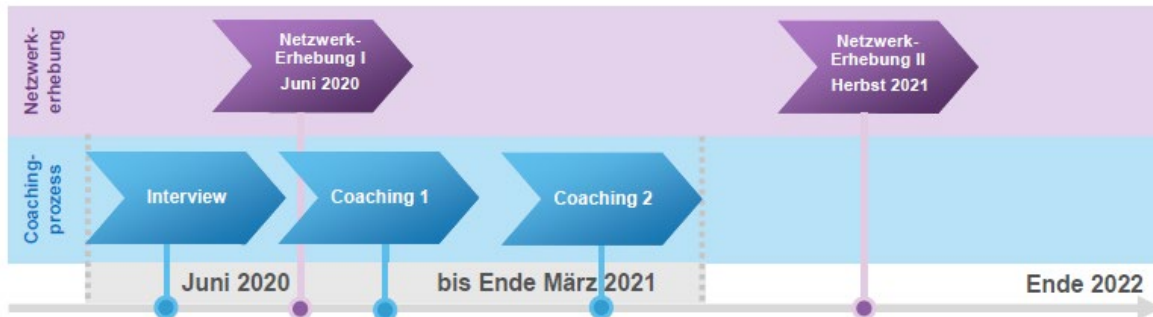 Netzwerk-
erhebung
Netzwerk-
Erhebung I
Juni 2020
Netzwerk-
Erhebung II
Herbst 2021
Coaching-
prozess
Interview
Coaching 1
Coaching 2
Juni 2020
bis Ende März 2021
Ende 2022